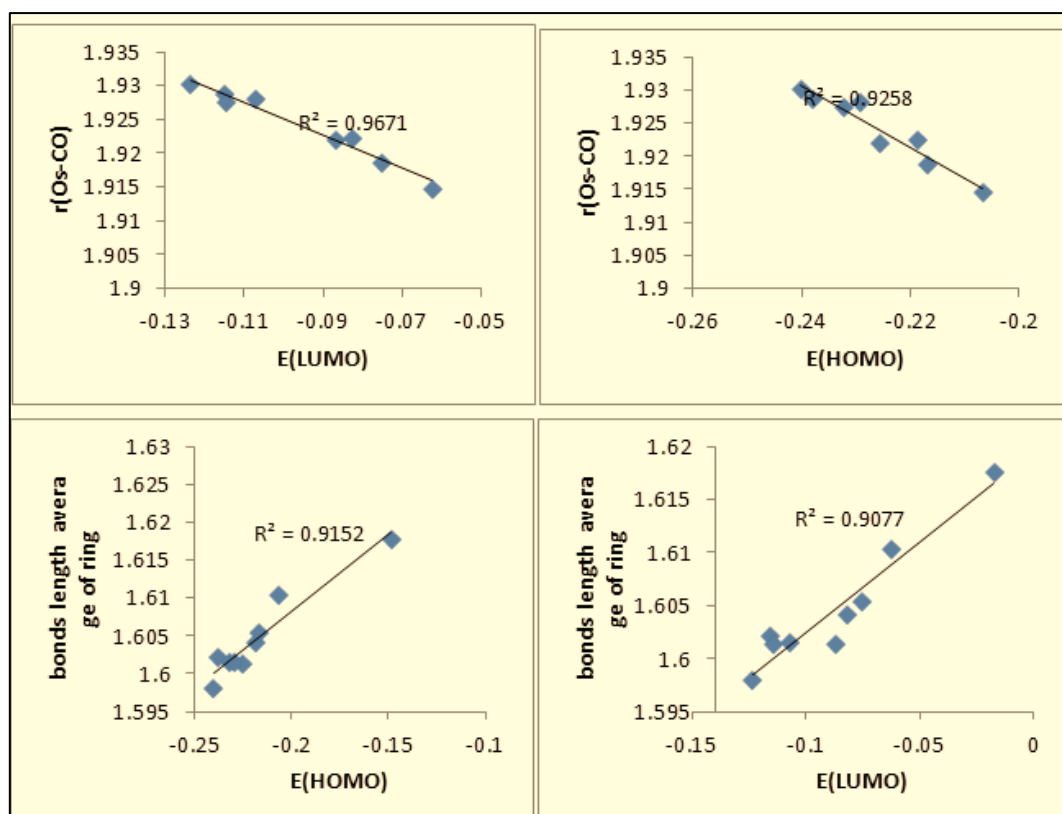 1.935
1.93
1.925
1.92
1.915
1.91
1.905
1.9
r(Os-CO)
R² = 0.9671
-0.13 -0.11 -0.09 -0.07 -0.05
E(LUMO)
1.935
1.93
1.925
1.92
1.915
1.91
1.905
1.9
r(Os-CO)
R² = 0.9258
-0.26 -0.24 -0.22 -0.2
E(HOMO)
1.63
1.625
1.62
1.615
1.61
1.605
1.6
1.595
bonds length avera
ge of ring
R² = 0.9152
-0.25 -0.2 -0.15 -0.1
E(HOMO)
1.62
1.615
1.61
1.605
1.6
1.595
bonds length avera
ge of ring
R² = 0.9077
-0.15 -0.1 -0.05 0
E(LUMO)